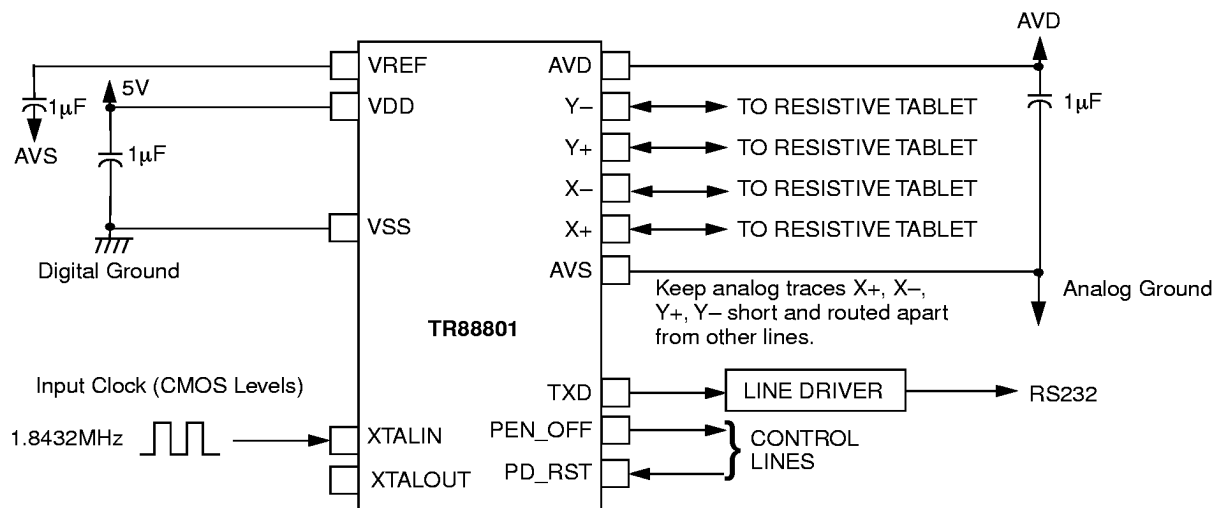 AVD
VREF
AVD
5V
1µF
VDD
Y–
TO RESISTIVE TABLET
1µF
AVS
1µF
Y+
TO RESISTIVE TABLET
X–
TO RESISTIVE TABLET
VSS
X+
TO RESISTIVE TABLET
Digital Ground
AVS
Keep analog traces X+, X–,
Y+, Y– short and routed apart
from other lines.
Analog Ground
TR88801
Input Clock (CMOS Levels)
TXD
LINE DRIVER
RS232
1.8432MHz
XTALIN
PEN_OFF
CONTROL
LINES
XTALOUT
PD_RST